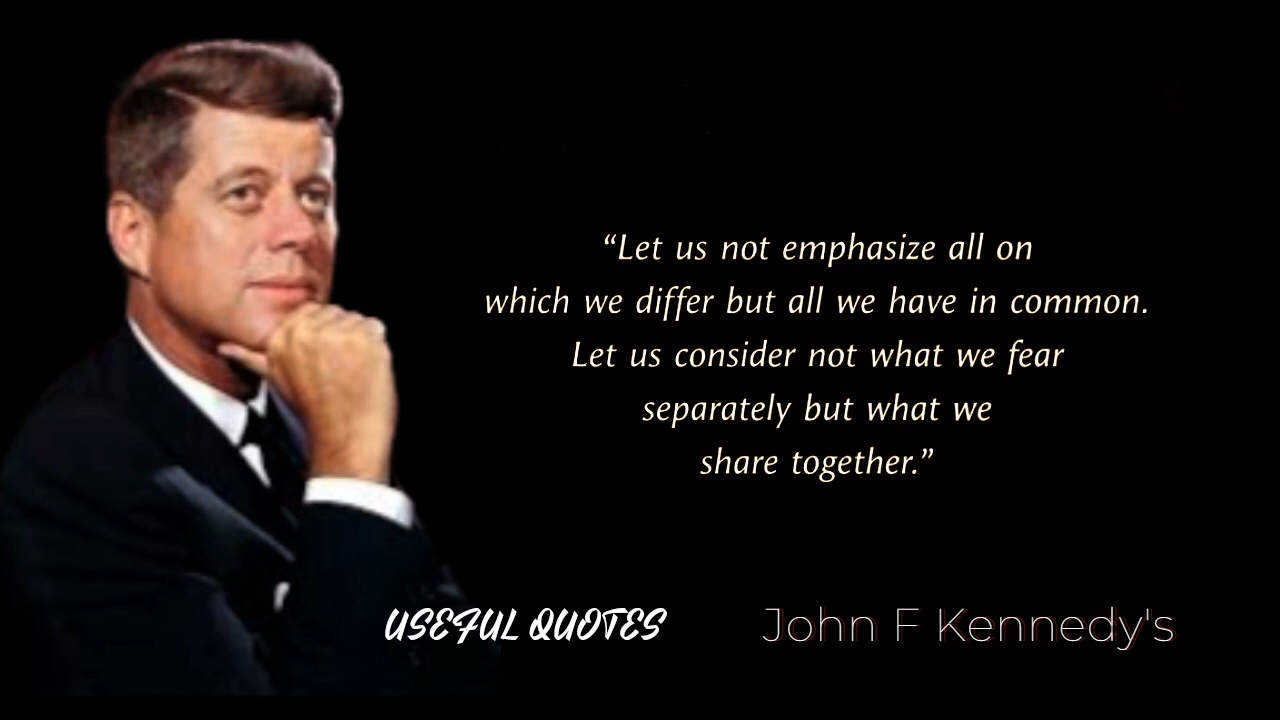 “Let us not emphasize all on
which we differ but all we have in common.
Let us consider not what we fear
separately but what we
share together.”
USEFUL QUOTES
John F Kennedy's